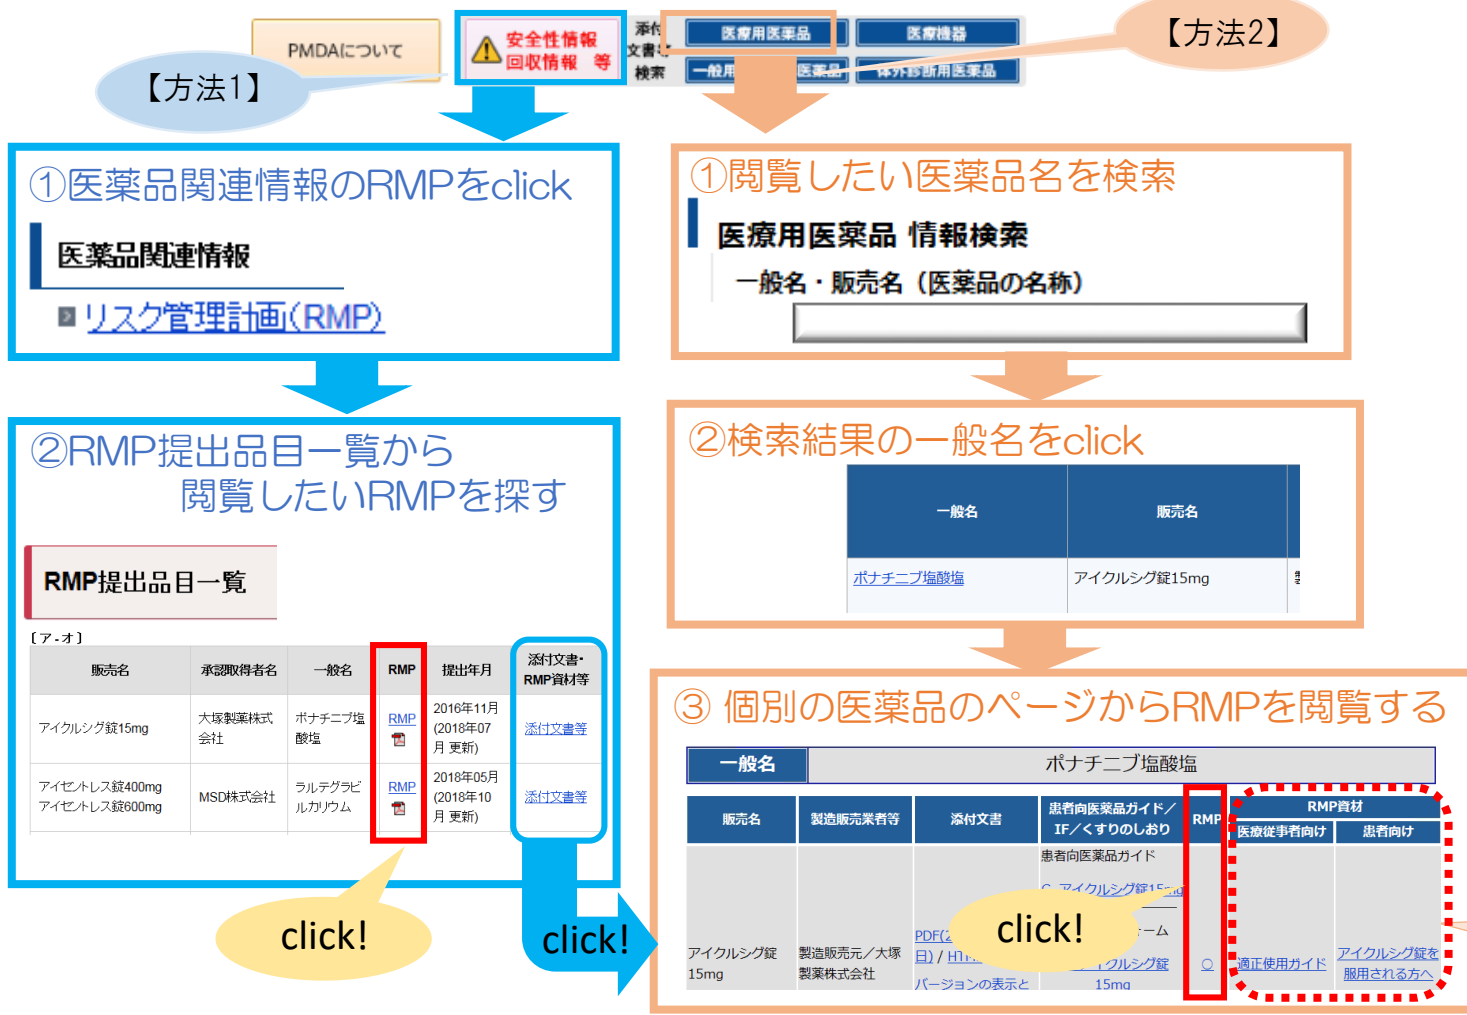 PMDAについて
安全性情報
回収情報 等
添付
文書等
検索
医療用医薬品
医療機器
一般用
医薬品
体外診断用医薬品
【方法1】
【方法2】
①医薬品関連情報のRMPをclick
医薬品関連情報
リスク管理計画(RMP)
②RMP提出品目一覧から
閲覧したいRMPを探す
RMP提出品目一覧
[ア-オ]
販売名
承認取得者名
一般名
RMP
提出年月
添付文書・
RMP資材等
アイクルシグ錠15mg
大塚製薬株式
会社
ポナチニブ塩
酸塩
RMP
2016年11月
(2018年07
月 更新)
添付文書等
アイセントレス錠400mg
アイセントレス錠600mg
MSD株式会社
ラルテグラビ
ルカリウム
RMP
2018年05月
(2018年10
月 更新)
添付文書等
click!
click!
①閲覧したい医薬品名を検索
医療用医薬品 情報検索
一般名・販売名（医薬品の名称）
②検索結果の一般名をclick
一般名
販売名
ポナチニブ塩酸塩
アイクルシグ錠15mg
③ 個別の医薬品のページからRMPを閲覧する
一般名
ポナチニブ塩酸塩
販売名
製造販売業者等
添付文書
患者向医薬品ガイド／
IF／くすりのしおり
RMP
RMP資材
医療従事者向け
患者向け
アイクルシグ錠
15mg
製造販売元／大塚
製薬株式会社
PDF(2
日) / HTM
バージョンの表示と
患者向医薬品ガイド
G アイクルシグ錠15mg
ーム
アイクルシグ錠
15mg
○
適正使用ガイド
アイクルシグ錠を
服用される方へ
click!